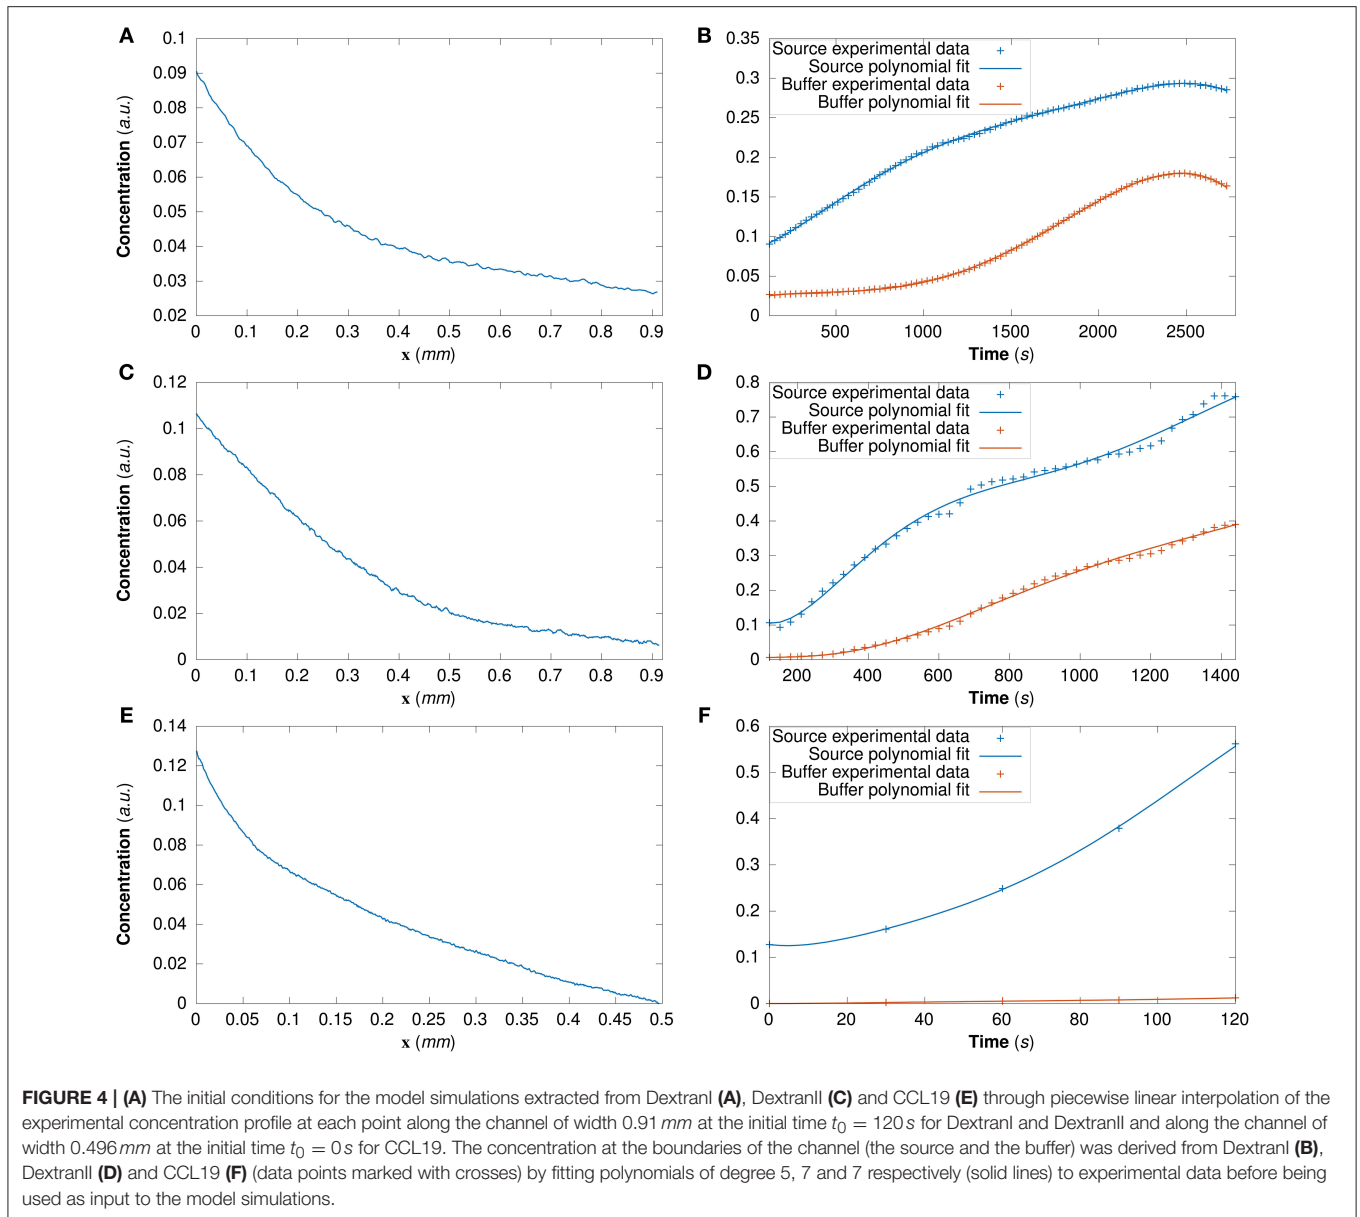 A
0.1
0.09
0.08
0.07
0.06
0.05
0.04
0.03
0.02
Concentration (a.u.)
0 0.1 0.2 0.3 0.4 0.5 0.6 0.7 0.8 0.9
x (mm)
B
0.35
0.3
0.25
0.2
0.15
0.1
0.05
0
Source experimental data
Source polynomial fit
Buffer experimental data
Buffer polynomial fit
500 1000 1500 2000 2500
Time (s)
C
0.12
0.1
0.08
0.06
0.04
0.02
0
Concentration (a.u.)
0 0.1 0.2 0.3 0.4 0.5 0.6 0.7 0.8 0.9
x (mm)
D
0.8
0.7
0.6
0.5
0.4
0.3
0.2
0.1
0
Source experimental data
Source polynomial fit
Buffer experimental data
Buffer polynomial fit
200 400 600 800 1000 1200 1400
Time (s)
E
0.14
0.12
0.1
0.08
0.06
0.04
0.02
0
Concentration (a.u.)
0 0.05 0.1 0.15 0.2 0.25 0.3 0.35 0.4 0.45 0.5
x (mm)
F
0.6
0.5
0.4
0.3
0.2
0.1
0
Source experimental data
Source polynomial fit
Buffer experimental data
Buffer polynomial fit
0 20 40 60 80 100 120
Time (s)
FIGURE 4 | (A) The initial conditions for the model simulations extracted from DextranI (A), DextranII (C) and CCL19 (E) through piecewise linear interpolation of the
experimental concentration profile at each point along the channel of width 0.91 mm at the initial time t₀ = 120 s for DextranI and DextranII and along the channel of
width 0.496 mm at the initial time t₀ = 0 s for CCL19. The concentration at the boundaries of the channel (the source and the buffer) was derived from DextranI (B),
DextranII (D) and CCL19 (F) (data points marked with crosses) by fitting polynomials of degree 5, 7 and 7 respectively (solid lines) to experimental data before being
used as input to the model simulations.